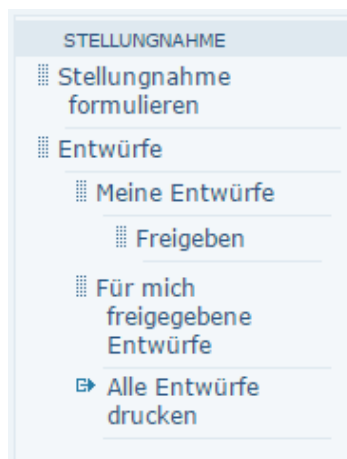 STELLUNGNAHME
Stellungnahme
formulieren
Entwürfe
Meine Entwürfe
Freigeben
Für mich
freigegebene
Entwürfe
Alle Entwürfe
drucken